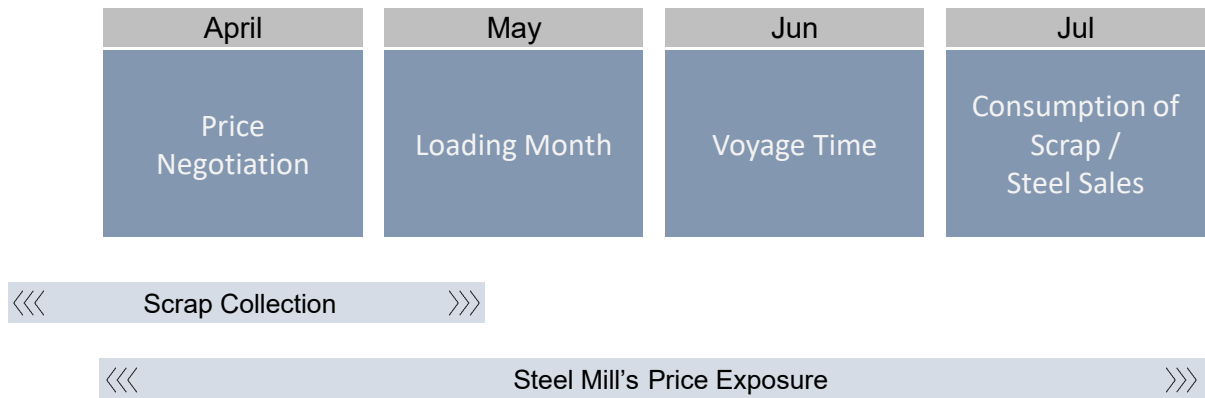 April
May
Jun
Jul
Price
Negotiation
Loading Month
Voyage Time
Consumption of
Scrap /
Steel Sales
Scrap Collection
Steel Mill's Price Exposure